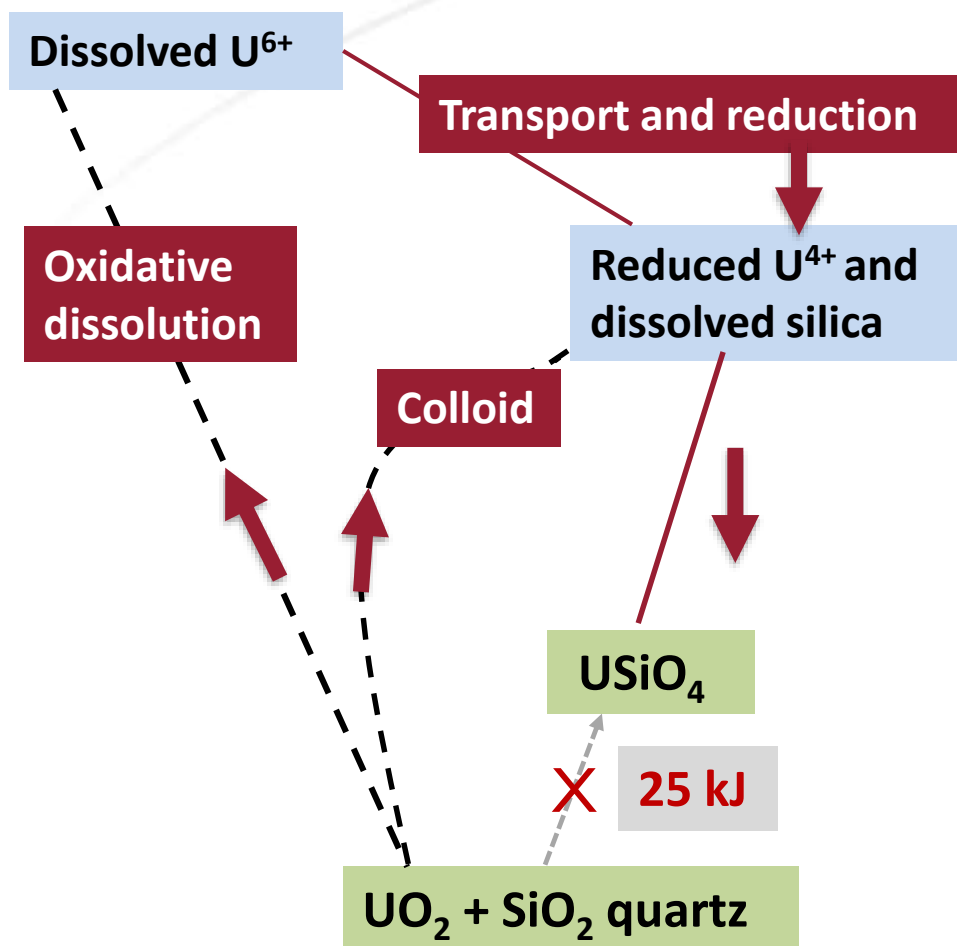 Dissolved U⁶⁺
Transport and reduction
Oxidative
dissolution
Reduced U⁴⁺ and
dissolved silica
Colloid
USiO₄
X
25 kJ
UO₂ + SiO₂ quartz